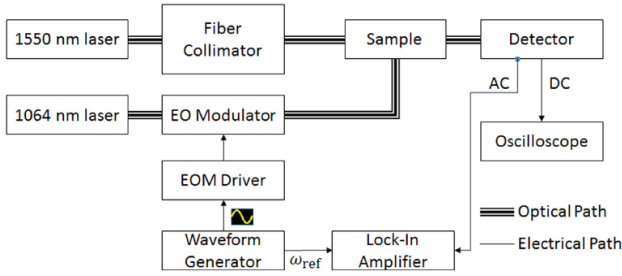 1550 nm laser
Fiber
Collimator
Sample
Detector
AC
DC
1064 nm laser
EO Modulator
Oscilloscope
EOM Driver
Optical Path
Electrical Path
Waveform
Generator
ωref
Lock-In
Amplifier